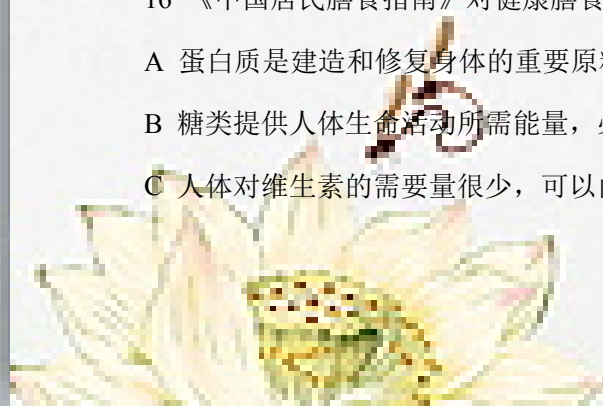 16 《中国居民膳食指南》对健康膳食
A 蛋白质是建造和修复身体的重要原
B 糖类提供人体生命活动所需能量，
C 人体对维生素的需要量很少，可以